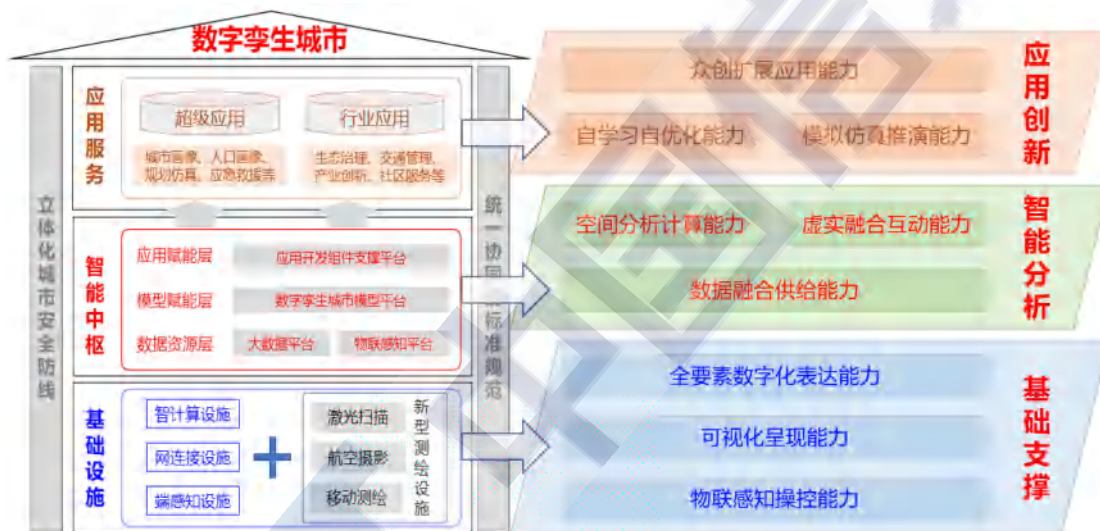 数字孪生城市
立体化城市安全防线
应用服务
超级应用
行业应用
城市画像、人口画像、
规划仿真、应急救援等
生态治理、交通管理、
产业创新、社区服务等
智能中枢
应用赋能层
应用开发组件支撑平台
模型赋能层
数字孪生城市模型平台
数据资源层
大数据平台
物联感知平台
基础设施
智计算设施
网连接设施
端感知设施
激光扫描
航空摄影
移动测绘
新型测绘设施
统一协同
标准规范
众创扩展应用能力
自学习自优化能力
模拟仿真推演能力
应用创新
空间分析计算能力
虚实融合互动能力
数据融合供给能力
智能分析
全要素数字化表达能力
可视化呈现能力
物联感知操控能力
基础支撑